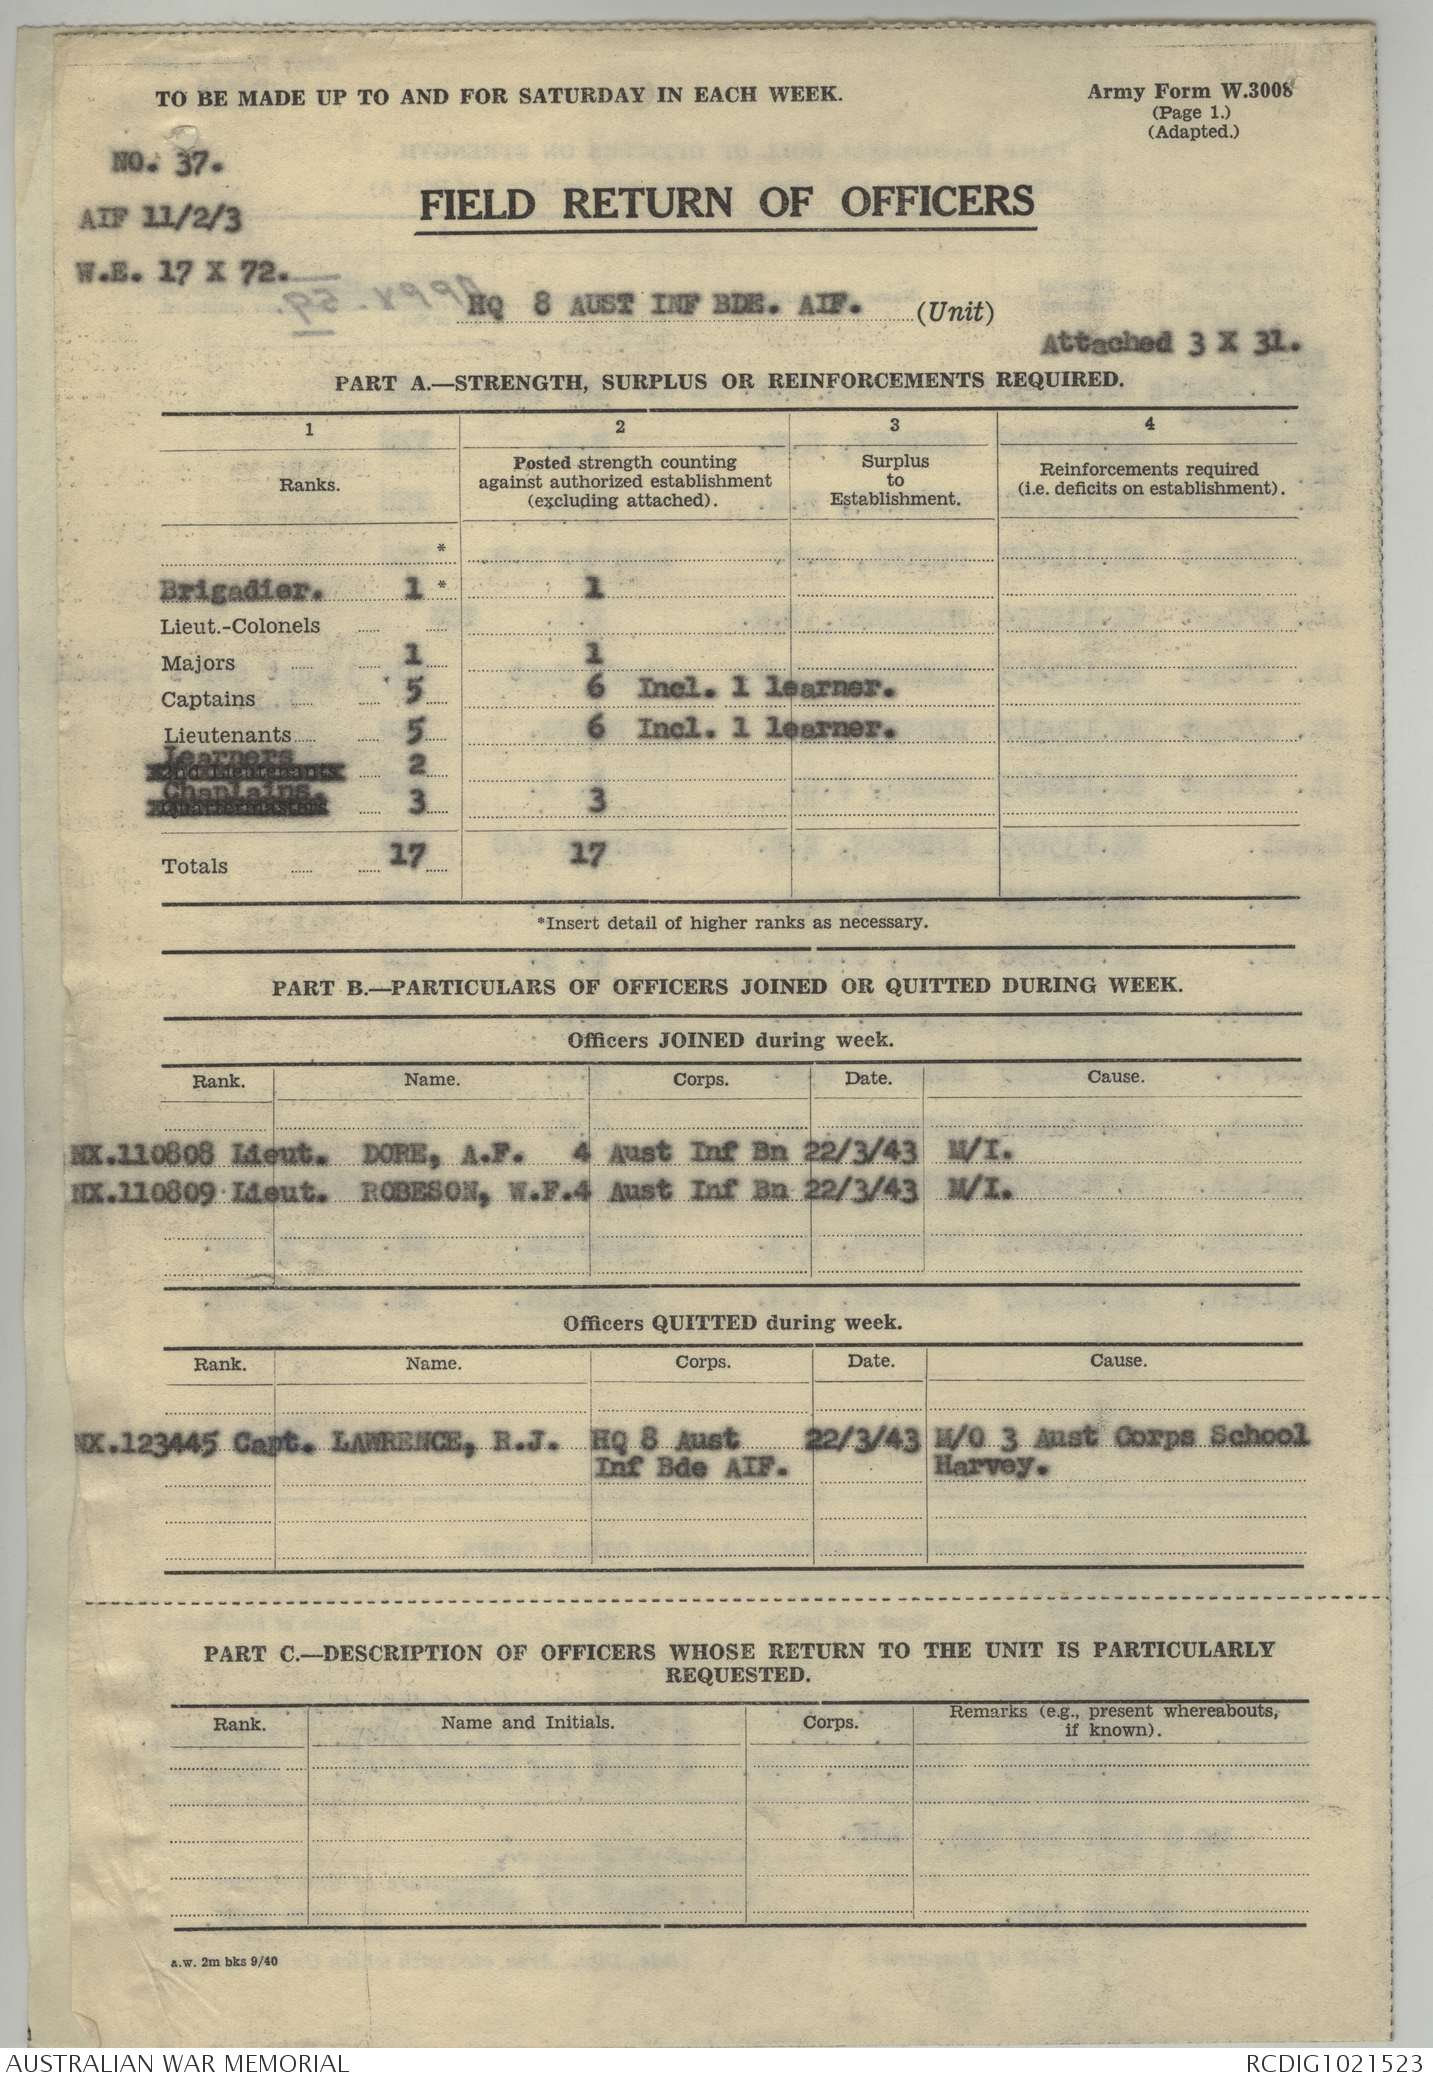 TO BE MADE UP TO AND FOR SATURDAY IN EACH WEEK.
Army Form W.3008
(Page 1.)
(Adapted.)
NO. 37.
AIF 11/2/3
W.E. 17 X 72.
FIELD RETURN OF OFFICERS
HQ 8 AUST INF BDE. AIF. (Unit)
Attached 3 X 31.
PART A.—STRENGTH, SURPLUS OR REINFORCEMENTS REQUIRED.
1 2 3 4
Ranks. Posted strength counting against authorized establishment (excluding attached). Surplus to Establishment. Reinforcements required (i.e. deficits on establishment).
*
Brigadier. 1 * 1
Lieut.-Colonels
Majors 1 1
Captains 5 6 Incl. 1 learner.
Lieutenants 5 6 Incl. 1 learner.
Learners 2
2nd Lieutenants
Chaplains. 3 3
Quartermasters
Totals 17 17
*Insert detail of higher ranks as necessary.
PART B.—PARTICULARS OF OFFICERS JOINED OR QUITTED DURING WEEK.
Officers JOINED during week.
Rank. Name. Corps. Date. Cause.
NX.110808 Lieut. DORE, A.F. 4 Aust Inf Bn 22/3/43 M/I.
NX.110809 Lieut. ROBESON, W.F. 4 Aust Inf Bn 22/3/43 M/I.
Officers QUITTED during week.
Rank. Name. Corps. Date. Cause.
NX.123445 Capt. LAWRENCE, R.J. HQ 8 Aust 22/3/43 M/O 3 Aust Corps School
Inf Bde AIF. Harvey.
PART C.—DESCRIPTION OF OFFICERS WHOSE RETURN TO THE UNIT IS PARTICULARLY
REQUESTED.
Rank. Name and Initials. Corps. Remarks (e.g., present whereabouts, if known).
A.W. 2m bks 9/40
AUSTRALIAN WAR MEMORIAL
RCDIG1021523